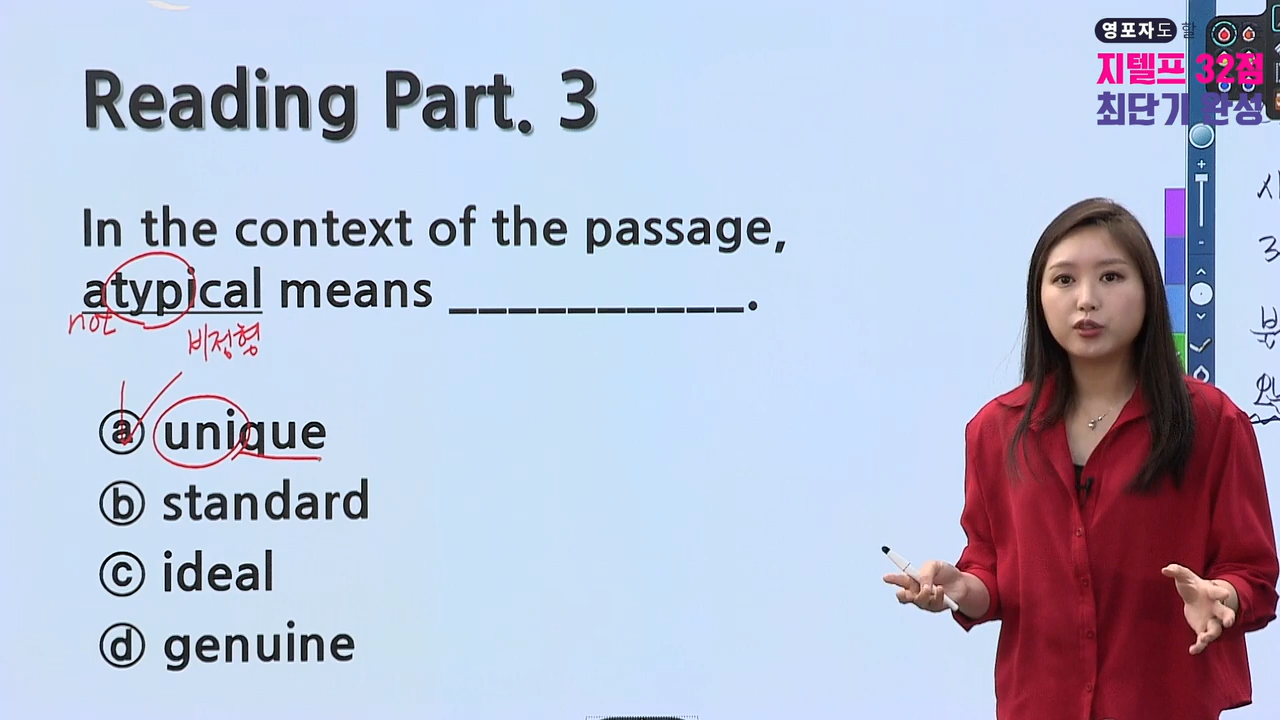 영포자도 할
지텔프 32점
최단기 완성
Reading Part. 3
In the context of the passage,
atypical means __________.
not
비정형
ⓐ unique
ⓑ standard
ⓒ ideal
ⓓ genuine